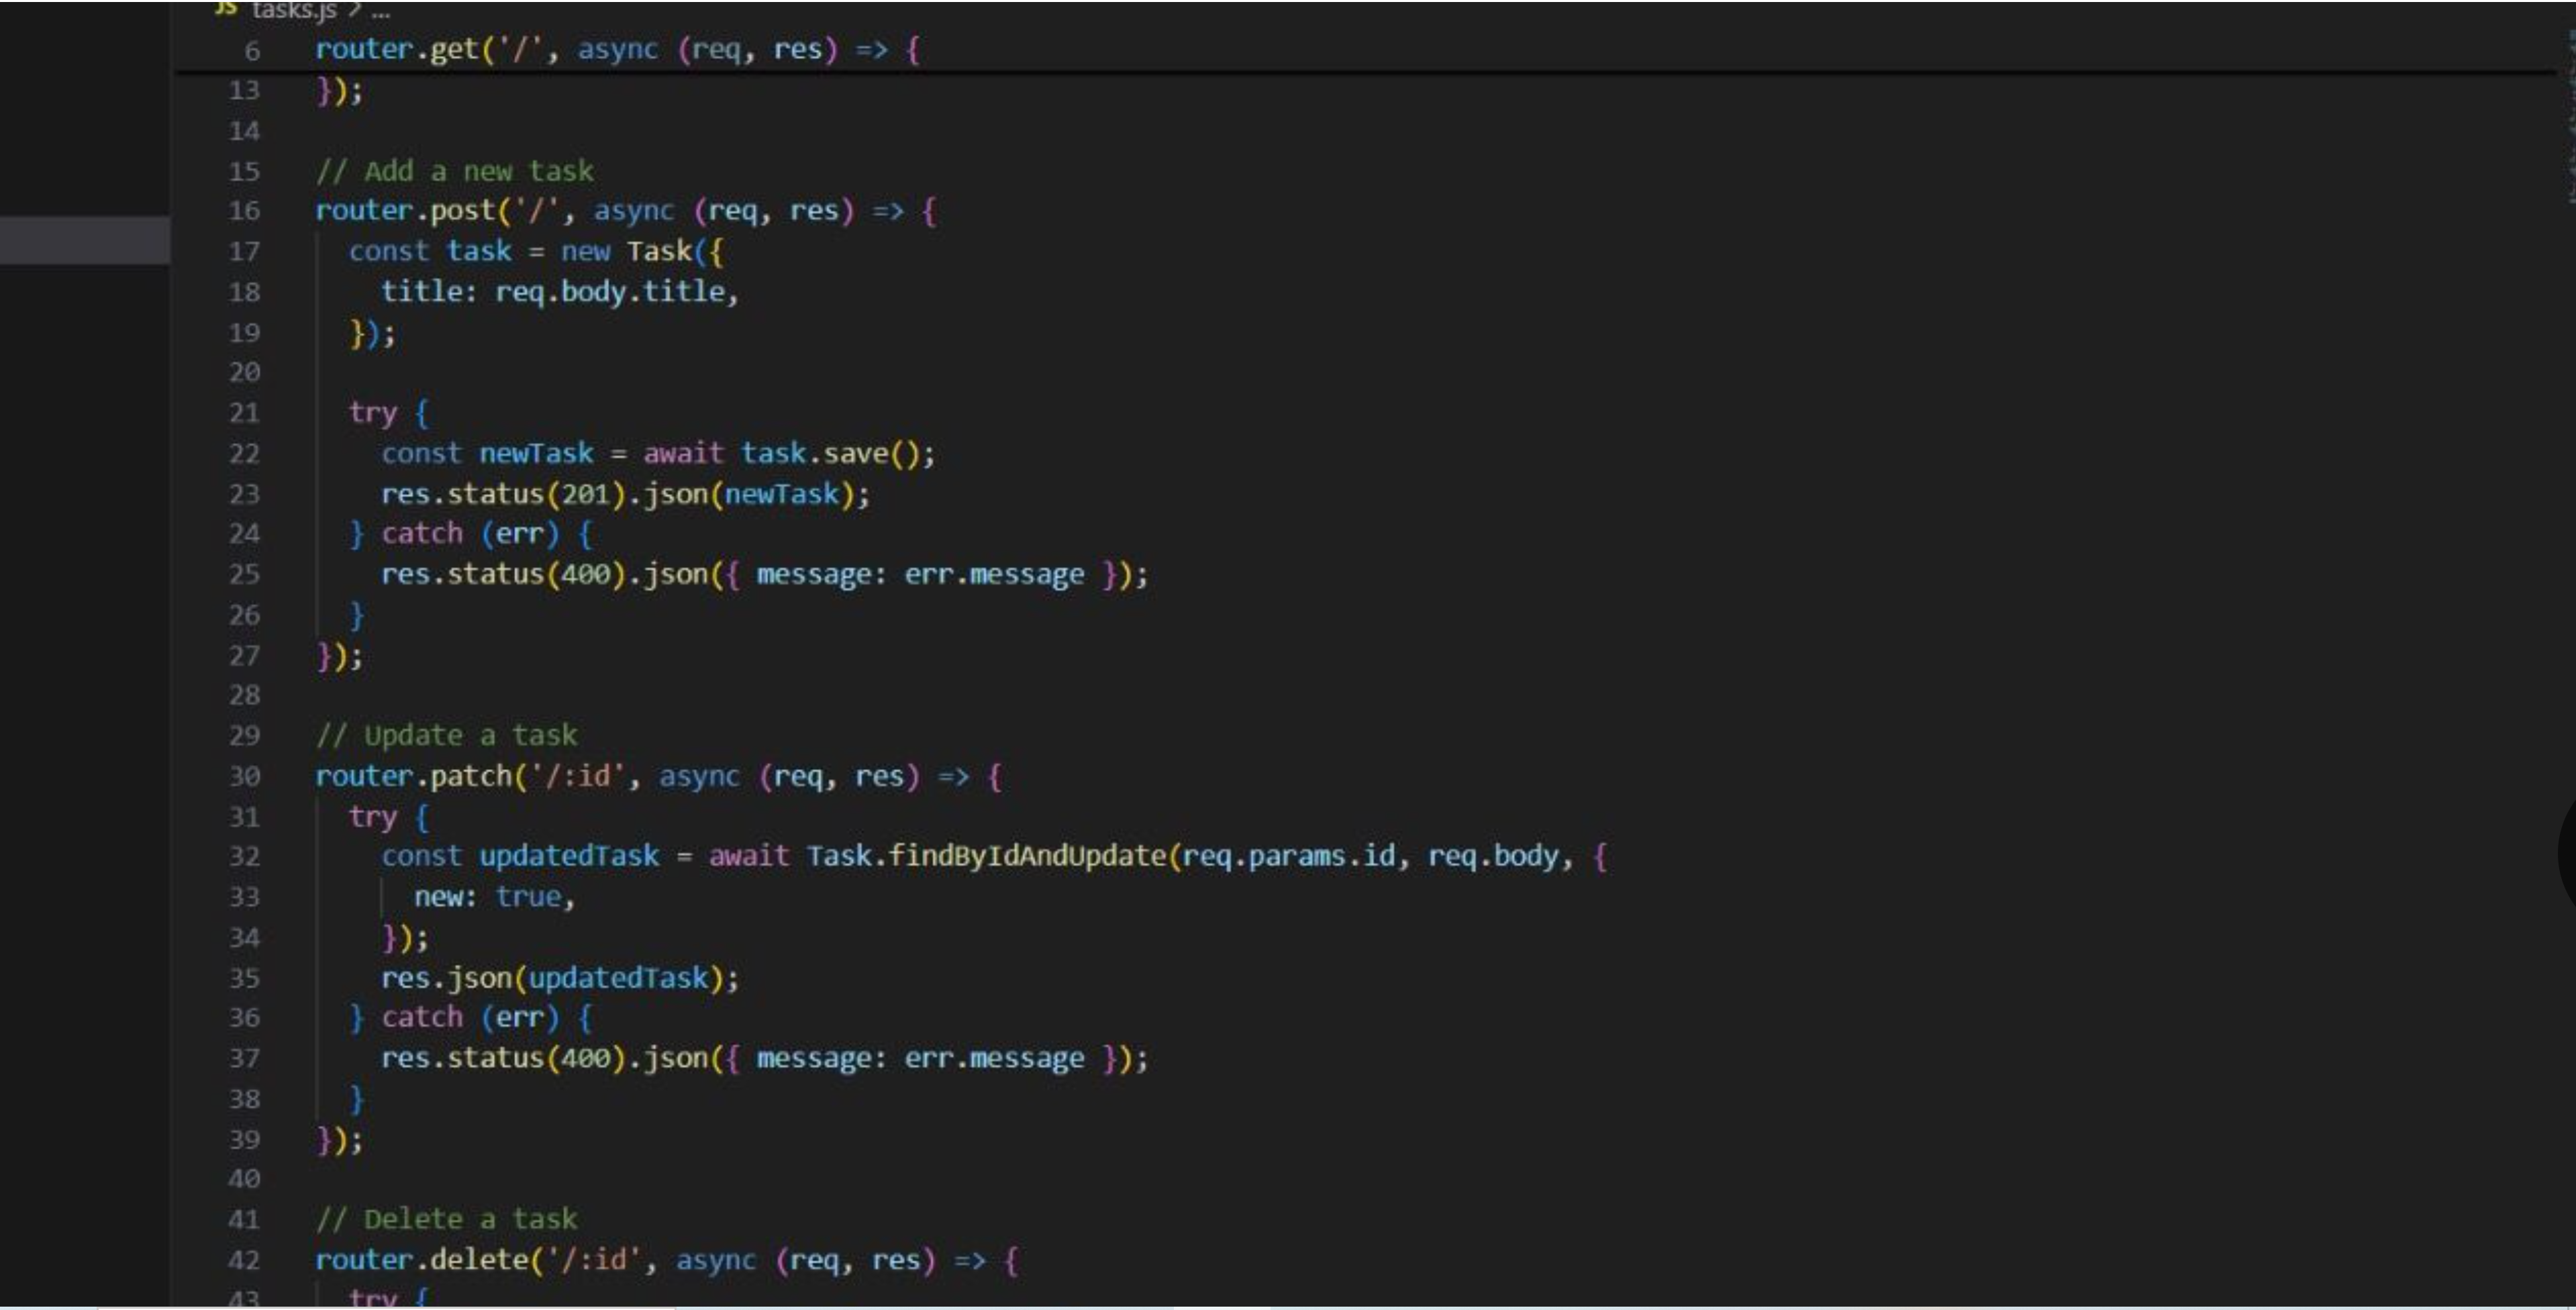 JS tasks.js > ...
6 router.get('/', async (req, res) => {
13 });
14
15 // Add a new task
16 router.post('/', async (req, res) => {
17   const task = new Task({
18     title: req.body.title,
19   });
20
21   try {
22     const newTask = await task.save();
23     res.status(201).json(newTask);
24   } catch (err) {
25     res.status(400).json({ message: err.message });
26   }
27 });
28
29 // Update a task
30 router.patch('/:id', async (req, res) => {
31   try {
32     const updatedTask = await Task.findByIdAndUpdate(req.params.id, req.body, {
33       new: true,
34     });
35     res.json(updatedTask);
36   } catch (err) {
37     res.status(400).json({ message: err.message });
38   }
39 });
40
41 // Delete a task
42 router.delete('/:id', async (req, res) => {
43   try {